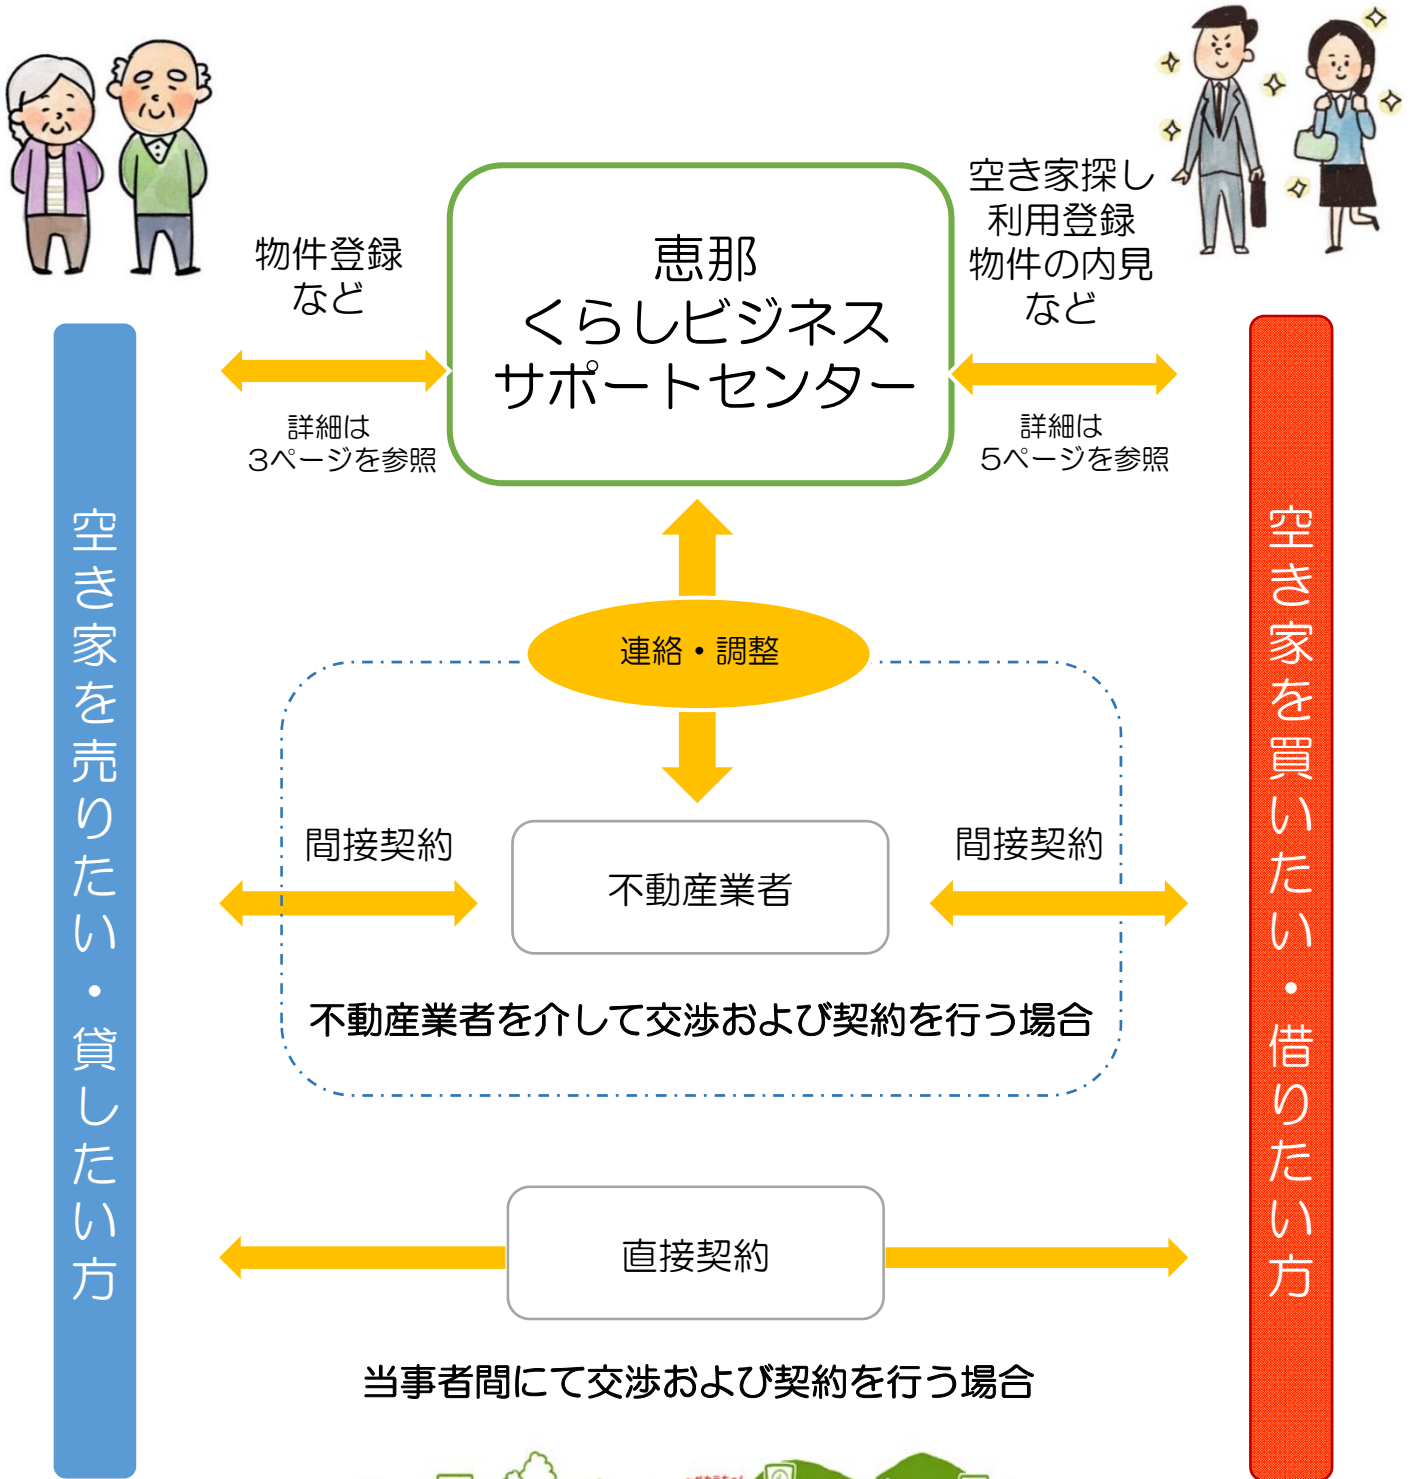 物件登録
など
詳細は
3ページを参照
恵那
くらしビジネス
サポートセンター
空き家探し
利用登録
物件の内見
など
詳細は
5ページを参照
空き家を売りたい・貸したい方
空き家を買いたい・借りたい方
連絡・調整
間接契約
不動産業者
間接契約
不動産業者を介して交渉および契約を行う場合
直接契約
当事者間にて交渉および契約を行う場合